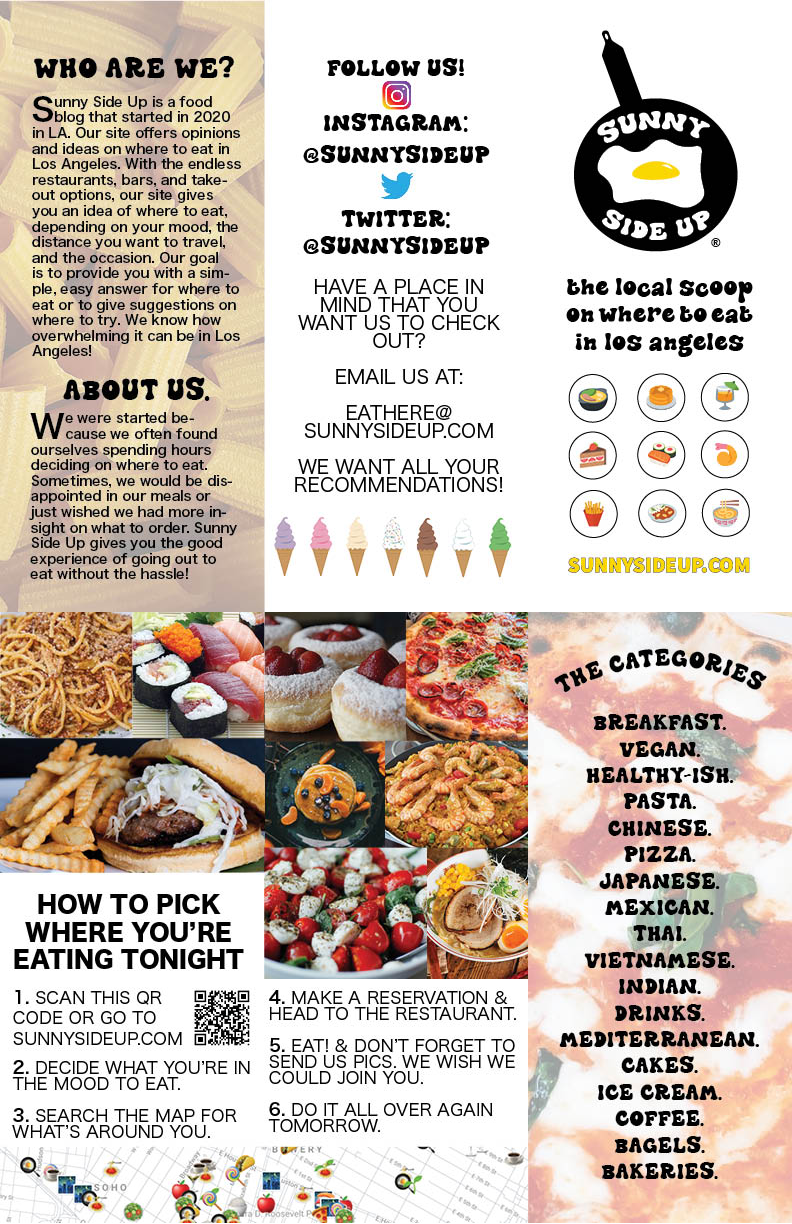 WHO ARE WE?
Sunny Side Up is a food
blog that started in 2020
in LA. Our site offers opinions
and ideas on where to eat in
Los Angeles. With the endless
restaurants, bars, and take-
out options, our site gives
you an idea of where to eat,
depending on your mood, the
distance you want to travel,
and the occasion. Our goal
is to provide you with a sim-
ple, easy answer for where to
eat or to give suggestions on
where to try. We know how
overwhelming it can be in Los
Angeles!
ABOUT US.
We were started be-
cause we often found
ourselves spending hours
deciding on where to eat.
Sometimes, we would be dis-
appointed in our meals or
just wished we had more in-
sight on what to order. Sunny
Side Up gives you the good
experience of going out to
eat without the hassle!
FOLLOW US!
INSTAGRAM:
@SUNNYSIDEUP
TWITTER:
@SUNNYSIDEUP
HAVE A PLACE IN
MIND THAT YOU
WANT US TO CHECK
OUT?
EMAIL US AT:
EATHERE@
SUNNYSIDEUP.COM
WE WANT ALL YOUR
RECOMMENDATIONS!
SUNNY
SIDE UP
®
the local scoop
on where to eat
in los angeles
SUNNYSIDEUP.COM
HOW TO PICK
WHERE YOU'RE
EATING TONIGHT
1. SCAN THIS QR
CODE OR GO TO
SUNNYSIDEUP.COM
2. DECIDE WHAT YOU'RE IN
THE MOOD TO EAT.
3. SEARCH THE MAP FOR
WHAT'S AROUND YOU.
4. MAKE A RESERVATION &
HEAD TO THE RESTAURANT.
5. EAT! & DON'T FORGET TO
SEND US PICS. WE WISH WE
COULD JOIN YOU.
6. DO IT ALL OVER AGAIN
TOMORROW.
SOHO
THE CATEGORIES
BREAKFAST.
VEGAN.
HEALTHY-ISH.
PASTA.
CHINESE.
PIZZA.
JAPANESE.
MEXICAN.
THAI.
VIETNAMESE.
INDIAN.
DRINKS.
MEDITERRANEAN.
CAKES.
ICE CREAM.
COFFEE.
BAGELS.
BAKERIES.